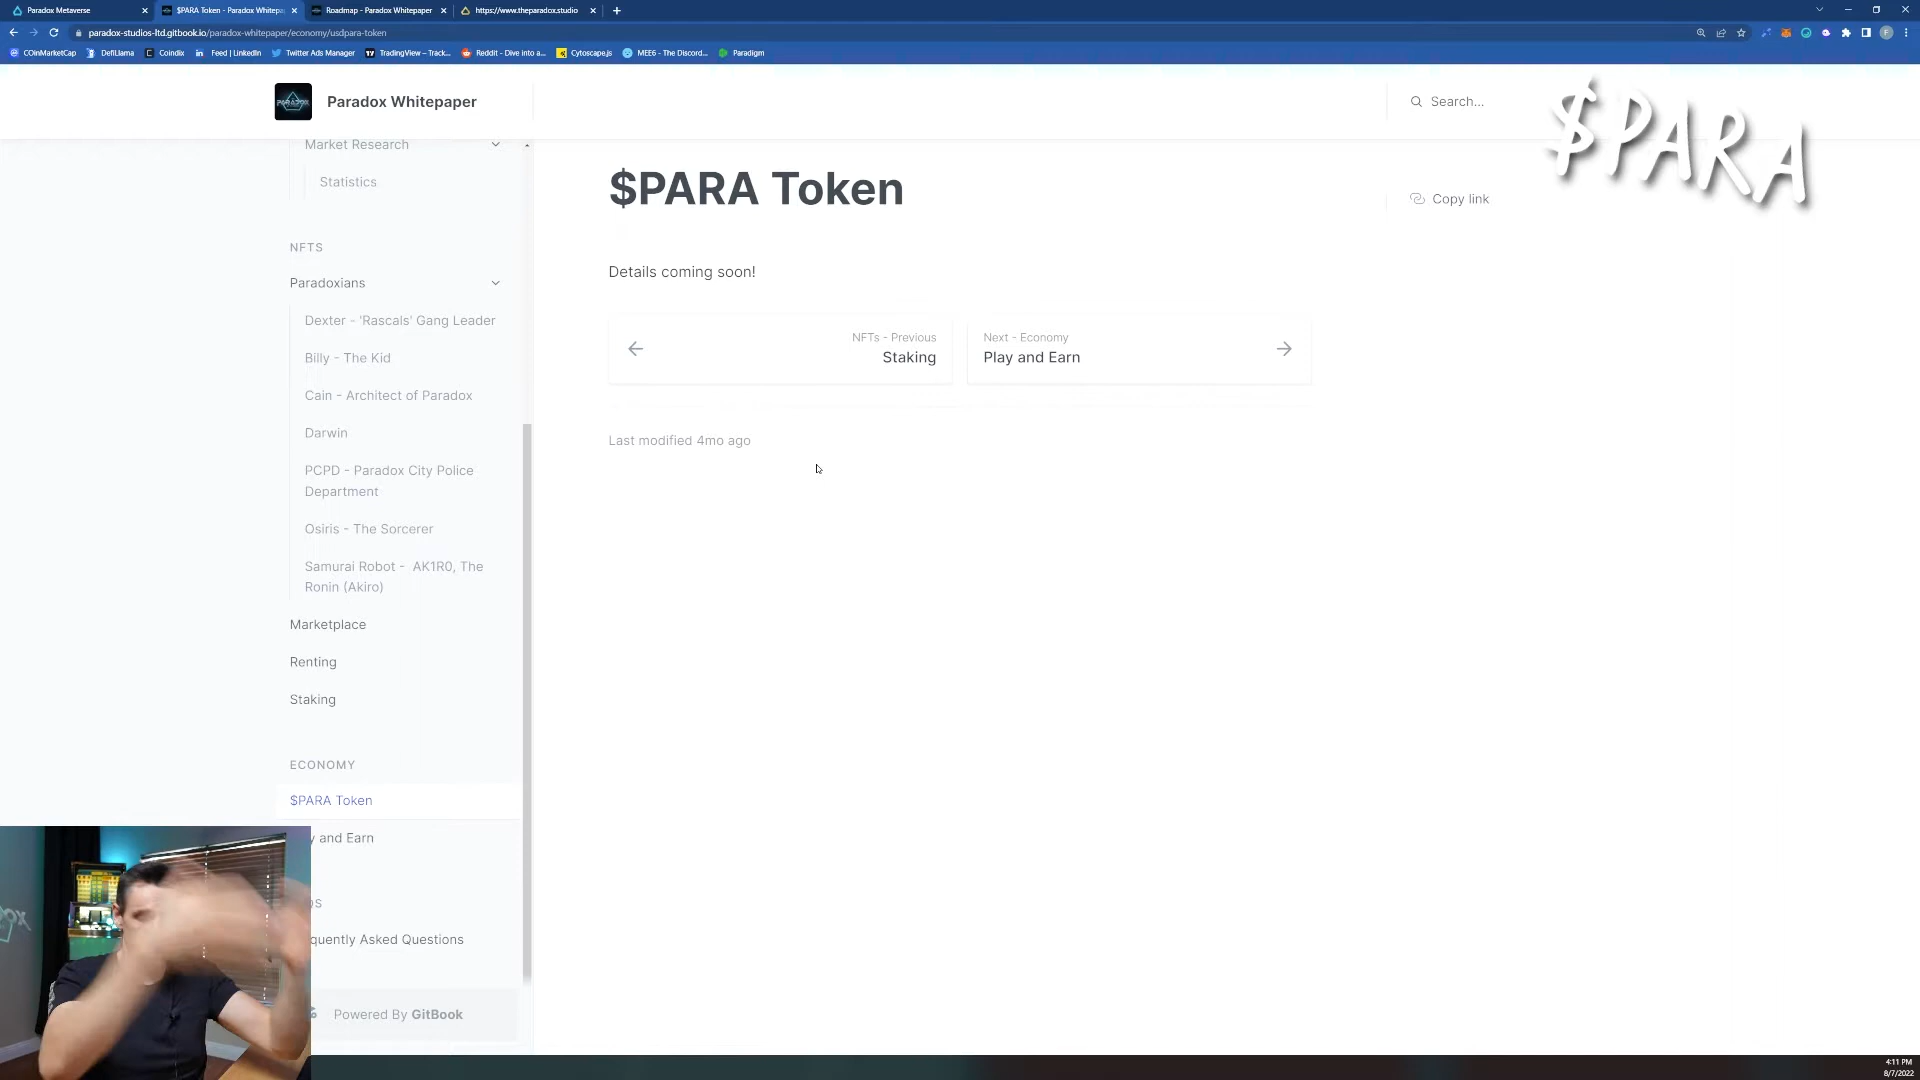 Paradox Metaverse
$PARA Token - Paradox Whitepa
Roadmap - Paradox Whitepaper
https://www.theparadox.studio
paradox-studios-ltd.gitbook.io/paradox-whitepaper/economy/usdpara-token
COinMarketCap
DefiLlama
Coindix
Feed | LinkedIn
Twitter Ads Manager
TradingView – Track...
Reddit - Dive into a...
Cytoscape.js
MEE6 - The Discord...
Paradigm
PARADOX
Paradox Whitepaper
Search...
$PARA
Market Research
Statistics
NFTS
Paradoxians
Dexter - 'Rascals' Gang Leader
Billy - The Kid
Cain - Architect of Paradox
Darwin
PCPD - Paradox City Police
Department
Osiris - The Sorcerer
Samurai Robot - AK1R0, The
Ronin (Akiro)
Marketplace
Renting
Staking
ECONOMY
$PARA Token
y and Earn
QS
quently Asked Questions
Powered By GitBook
$PARA Token
Copy link
Details coming soon!
NFTs - Previous
Staking
Next - Economy
Play and Earn
Last modified 4mo ago
4:11 PM
8/7/2022